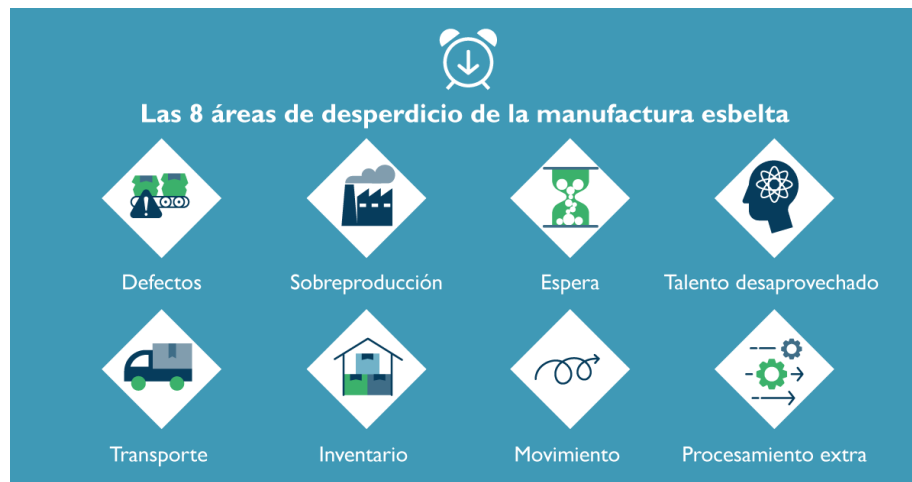 Las 8 áreas de desperdicio de la manufactura esbelta
Defectos
Sobreproducción
Espera
Talento desaprovechado
Transporte
Inventario
Movimiento
Procesamiento extra